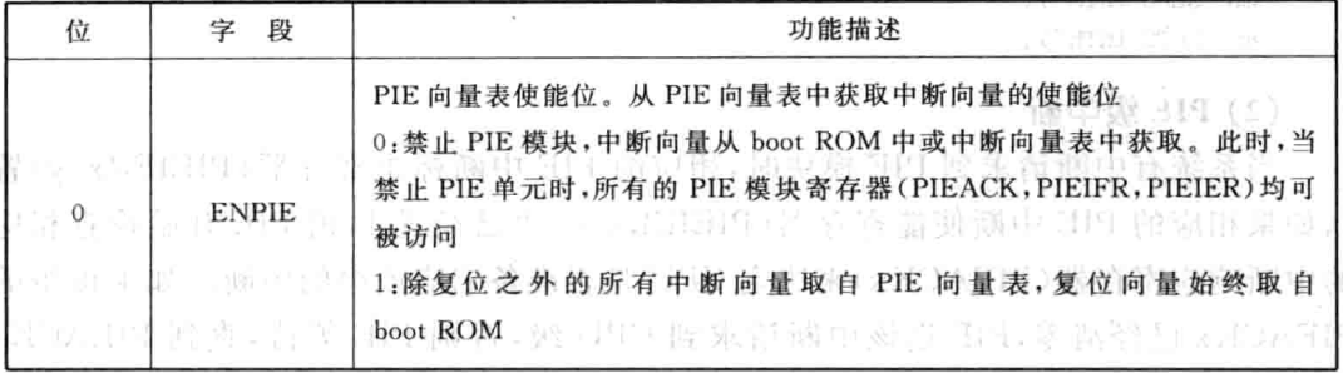 位 字 段 功能描述
PIE 向量表使能位。从 PIE 向量表中获取中断向量的使能位
0:禁止 PIE 模块,中断向量从 boot ROM 中或中断向量表中获取。此时,当
禁止 PIE 单元时,所有的 PIE 模块寄存器(PIEACK,PIEIFR,PIEIER)均可
0 ENPIE
被访问
1:除复位之外的所有中断向量取自 PIE 向量表,复位向量始终取自
boot ROM